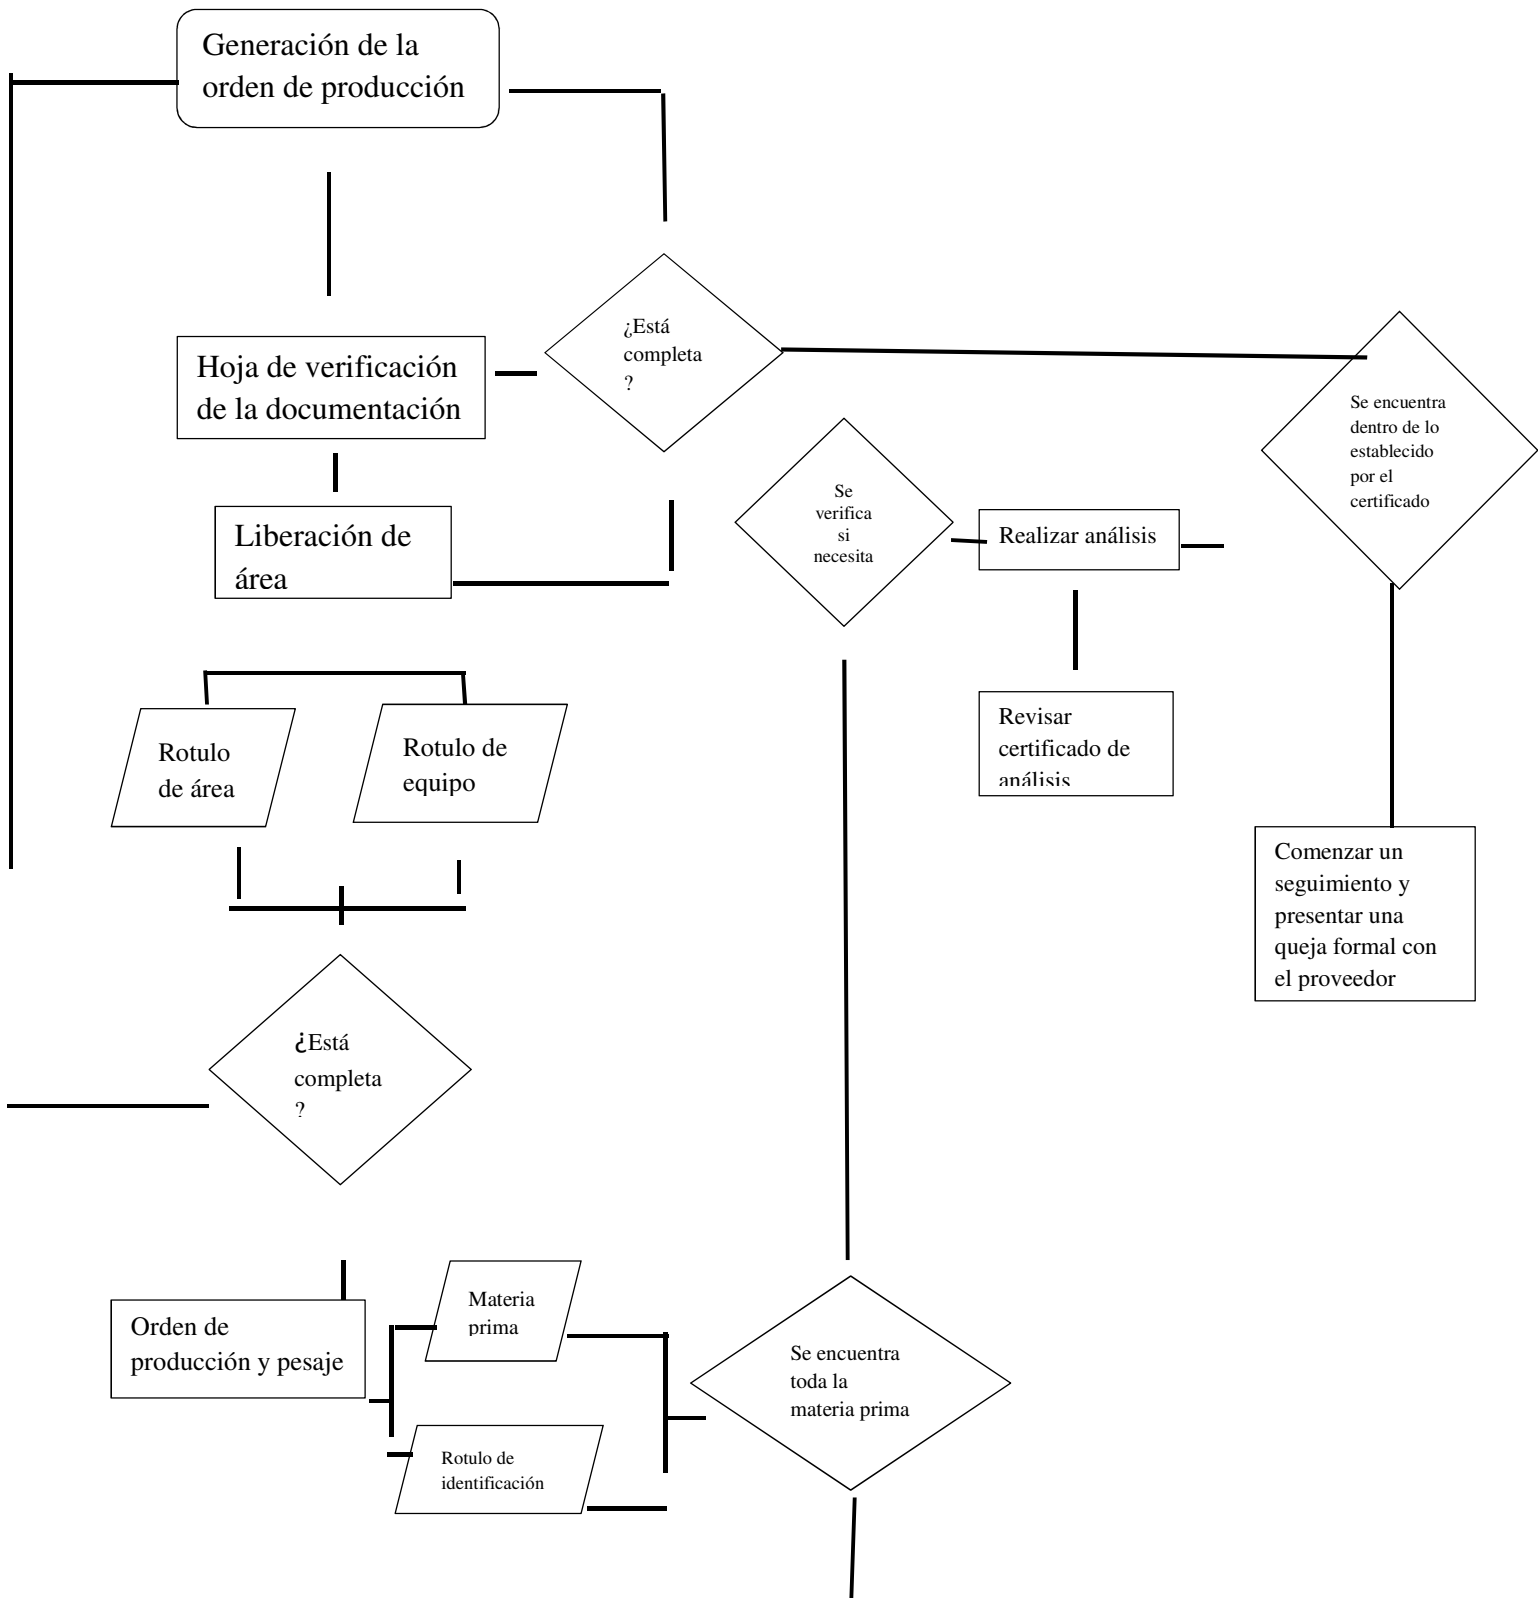 Generación de la
orden de producción
¿Está
completa
?
Hoja de verificación
de la documentación
Se encuentra
dentro de lo
establecido
por el
certificado
Se
verifica
si
necesita
Realizar análisis
Liberación de
área
Revisar
certificado de
análisis
Rotulo
de área
Rotulo de
equipo
Comenzar un
seguimiento y
presentar una
queja formal con
el proveedor
¿Está
completa
?
Orden de
producción y pesaje
Materia
prima
Se encuentra
toda la
materia prima
Rotulo de
identificación